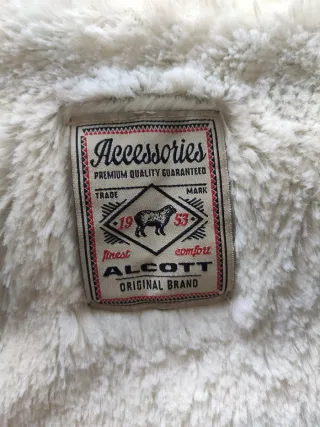 Accessories
PREMIUM QUALITY GUARANTEED
TRADE MARK
19 53
finest comfort
ALCOTT
ORIGINAL BRAND